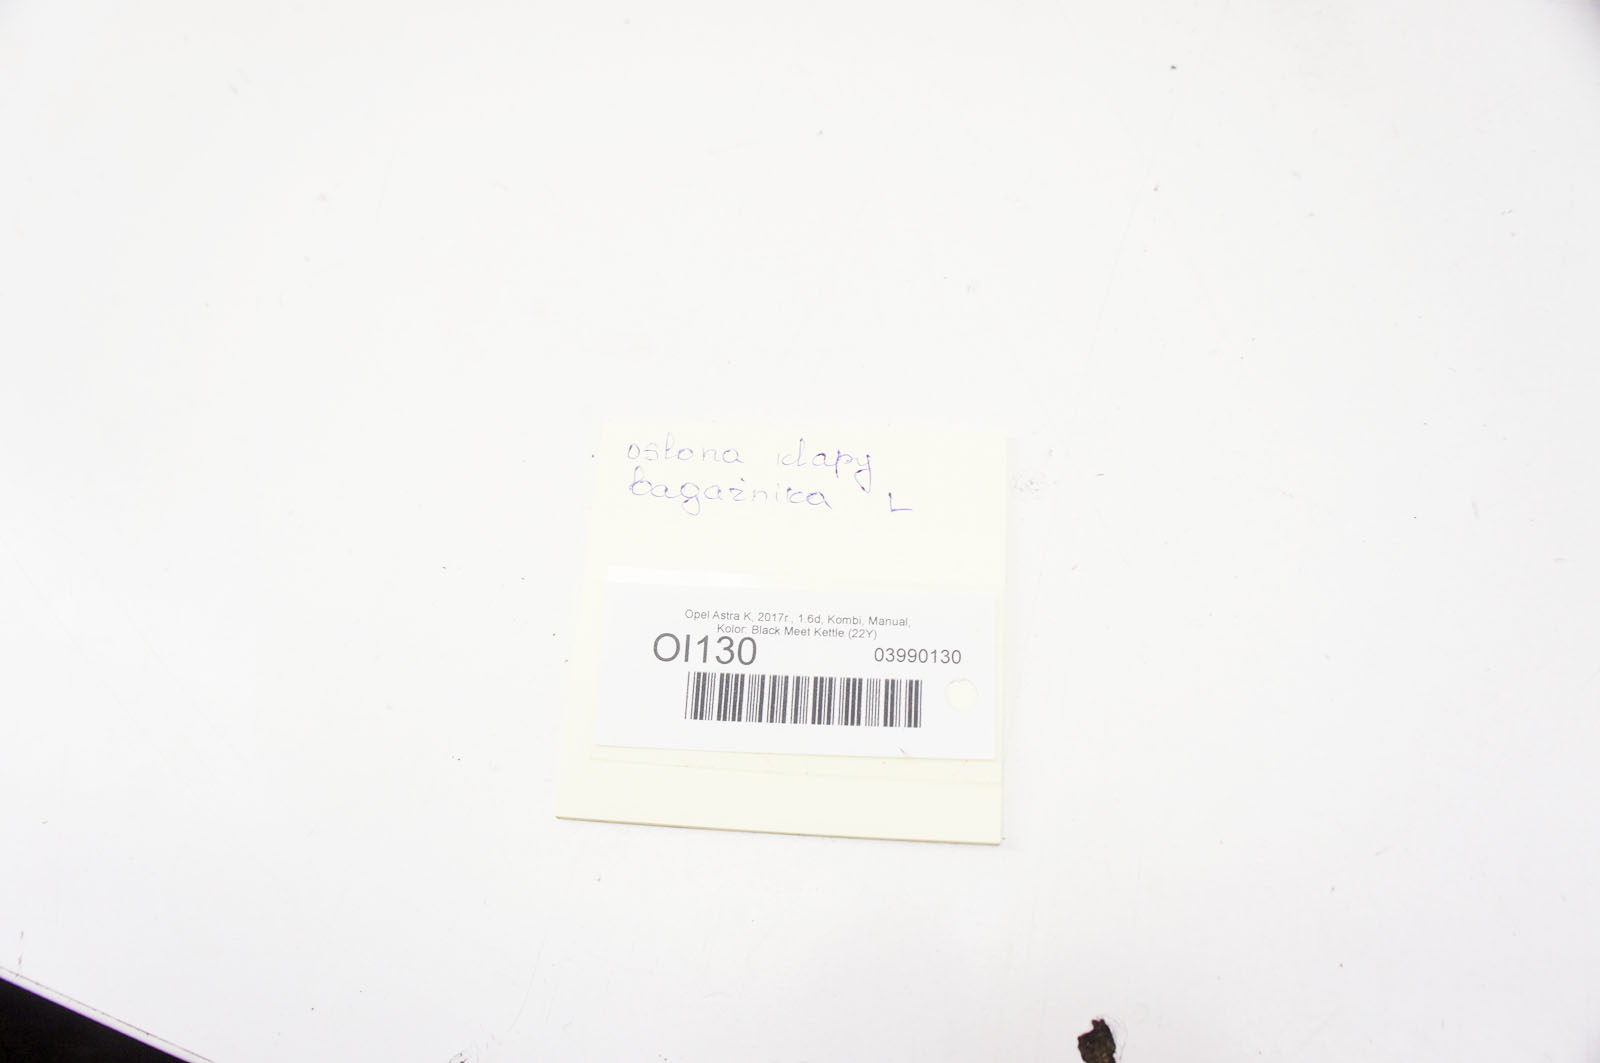 osłona klapy
bagażnika L
Opel Astra K, 2017r., 1.6d, Kombi, Manual,
Kolor: Black Meet Kettle (22Y)
OI130
03990130